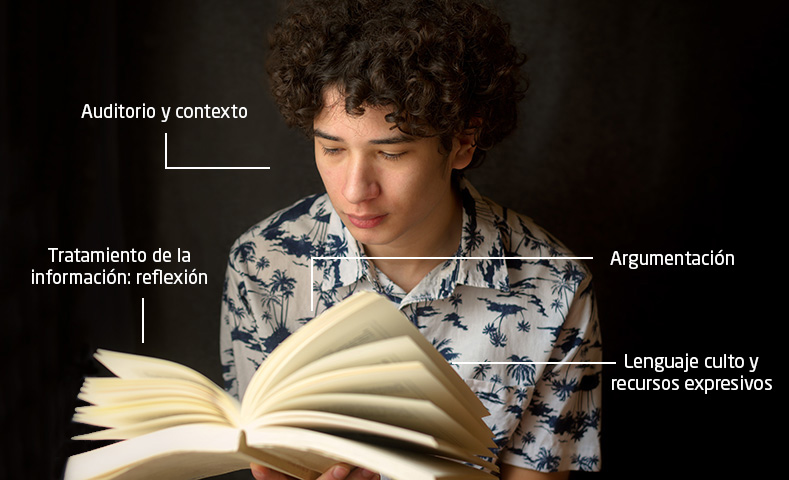 Auditorio y contexto
Tratamiento de la
información: reflexión
Argumentación
Lenguaje culto y
recursos expresivos